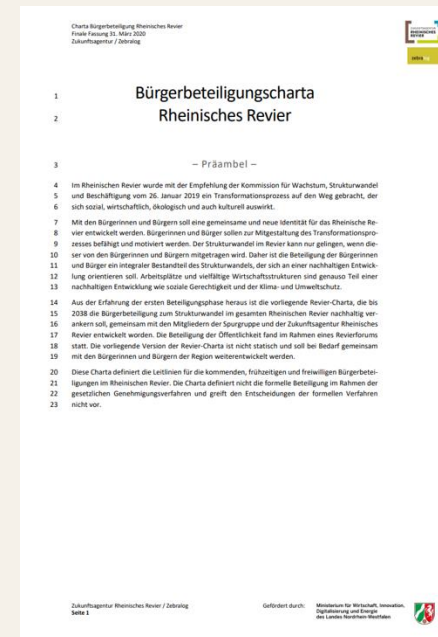 Charta Bürgerbeteiligung Rheinisches Revier
Finale Fassung 31. März 2020
Zukunftsagentur / Zebralog
RHEINISCHES
REVIER
1 Bürgerbeteiligungscharta
2 Rheinisches Revier
3 – Präambel –
4 Im Rheinischen Revier wurde mit der Empfehlung der Kommission für Wachstum, Strukturwandel
5 und Beschäftigung vom 26. Januar 2019 ein Transformationsprozess auf den Weg gebracht, der
6 sich sozial, wirtschaftlich, ökologisch und auch kulturell auswirkt.
7 Mit den Bürgerinnen und Bürgern soll eine gemeinsame und neue Identität für das Rheinische Re-
8 vier entwickelt werden. Bürgerinnen und Bürger sollen zur Mitgestaltung des Transformationspro-
9 zesses befähigt und motiviert werden. Der Strukturwandel im Revier kann nur gelingen, wenn die-
10 ser von den Bürgerinnen und Bürgern mitgetragen wird. Daher ist die Beteiligung der Bürgerinnen
11 und Bürger ein integraler Bestandteil des Strukturwandels, der sich an einer nachhaltigen Entwick-
12 lung orientieren soll. Arbeitsplätze und vielfältige Wirtschaftsstrukturen sind genauso Teil einer
13 nachhaltigen Entwicklung wie soziale Gerechtigkeit und der Klima- und Umweltschutz.
14 Aus der Erfahrung der ersten Beteiligungsphase heraus ist die vorliegende Revier-Charta, die bis
15 2038 die Bürgerbeteiligung zum Strukturwandel im gesamten Rheinischen Revier nachhaltig ver-
16 ankern soll, gemeinsam mit den Mitgliedern der Spurgruppe und der Zukunftsagentur Rheinisches
17 Revier entwickelt worden. Die Beteiligung der Öffentlichkeit fand im Rahmen eines Revierforums
18 statt. Die vorliegende Version der Revier-Charta ist nicht statisch und soll bei Bedarf gemeinsam
19 mit den Bürgerinnen und Bürgern der Region weiterentwickelt werden.
20 Diese Charta definiert die Leitlinien für die kommenden, frühzeitigen und freiwilligen Bürgerbetei-
21 ligungen im Rheinischen Revier. Die Charta definiert nicht die formelle Beteiligung im Rahmen der
22 gesetzlichen Genehmigungsverfahren und greift den Entscheidungen der formellen Verfahren
23 nicht vor.
Zukunftsagentur Rheinisches Revier / Zebralog
Seite 1
Gefördert durch:
Ministerium für Wirtschaft, Innovation,
Digitalisierung und Energie
des Landes Nordrhein-Westfalen